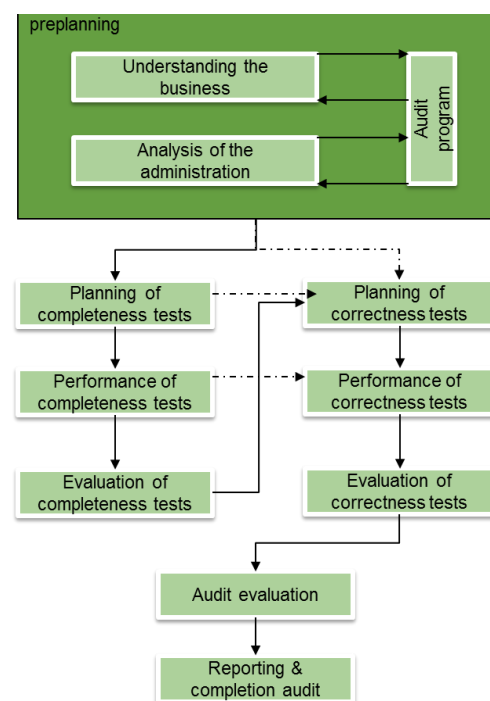 preplanning
Understanding the
business
Audit
program
Analysis of the
administration
Planning of
completeness tests
Planning of
correctness tests
Performance of
completeness tests
Performance of
correctness tests
Evaluation of
completeness tests
Evaluation of
correctness tests
Audit evaluation
Reporting &
completion audit